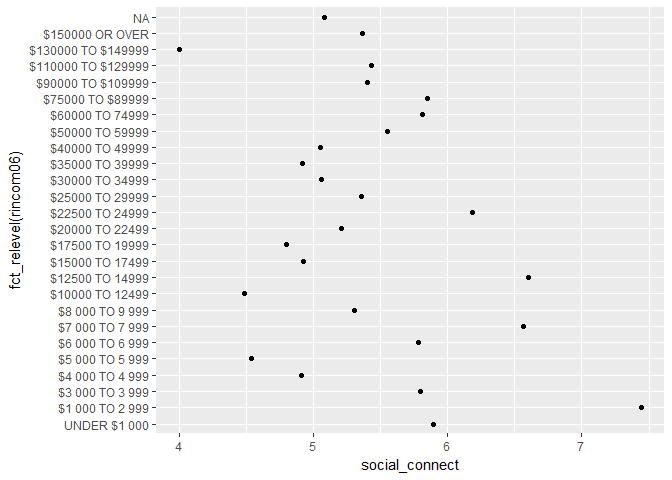 NA
$150000 OR OVER
$130000 TO $149999
$110000 TO $129999
$90000 TO $109999
$75000 TO $89999
$60000 TO 74999
$50000 TO 59999
$40000 TO 49999
$35000 TO 39999
$30000 TO 34999
$25000 TO 29999
$22500 TO 24999
$20000 TO 22499
$17500 TO 19999
$15000 TO 17499
$12500 TO 14999
$10000 TO 12499
$8 000 TO 9 999
$7 000 TO 7 999
$6 000 TO 6 999
$5 000 TO 5 999
$4 000 TO 4 999
$3 000 TO 3 999
$1 000 TO 2 999
UNDER $1 000
fct_relevel(rincom06)
4 5 6 7
social_connect